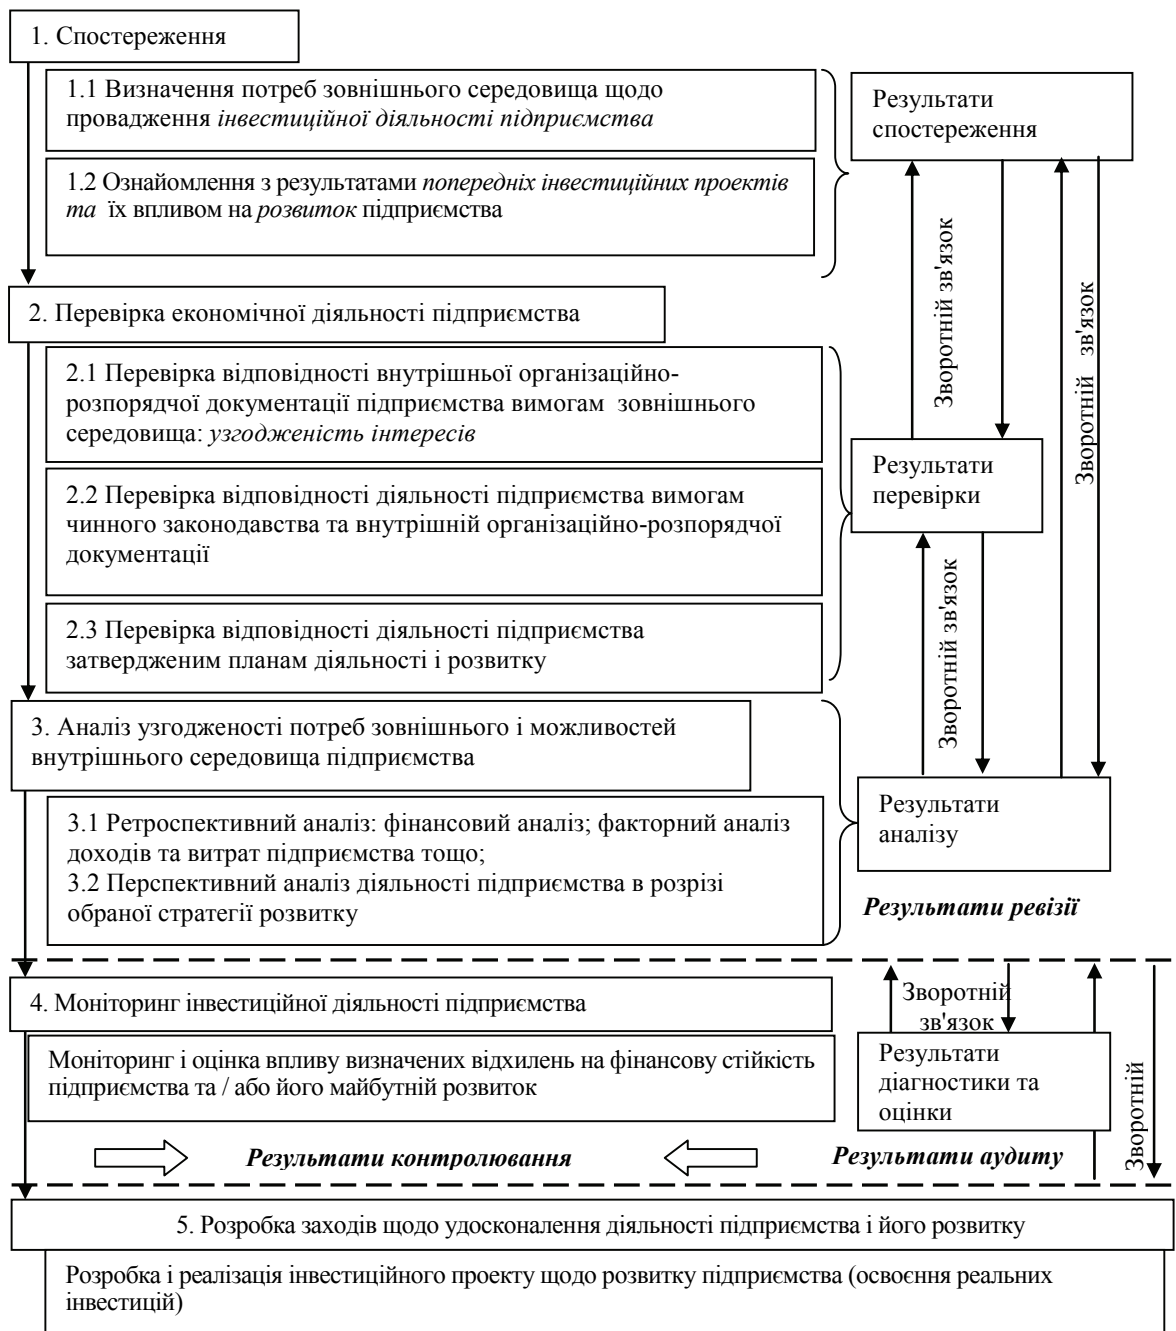 1. Спостереження
1.1 Визначення потреб зовнішнього середовища щодо
провадження інвестиційної діяльності підприємства
1.2 Ознайомлення з результатами попередніх інвестиційних проектів
та їх впливом на розвиток підприємства
Результати
спостереження
Зворотній зв'язок
Зворотній зв'язок
2. Перевірка економічної діяльності підприємства
2.1 Перевірка відповідності внутрішньої організаційно-
розпорядчої документації підприємства вимогам зовнішнього
середовища: узгодженість інтересів
2.2 Перевірка відповідності діяльності підприємства вимогам
чинного законодавства та внутрішній організаційно-розпорядчої
документації
2.3 Перевірка відповідності діяльності підприємства
затвердженим планам діяльності і розвитку
Результати
перевірки
Зворотній зв'язок
3. Аналіз узгодженості потреб зовнішнього і можливостей
внутрішнього середовища підприємства
3.1 Ретроспективний аналіз: фінансовий аналіз; факторний аналіз
доходів та витрат підприємства тощо;
3.2 Перспективний аналіз діяльності підприємства в розрізі
обраної стратегії розвитку
Результати
аналізу
Результати ревізії
4. Моніторинг інвестиційної діяльності підприємства
Моніторинг і оцінка впливу визначених відхилень на фінансову стійкість
підприємства та / або його майбутній розвиток
Зворотній
зв'язок
Результати
діагностики та
оцінки
Зворотній
Результати контролювання
Результати аудиту
5. Розробка заходів щодо удосконалення діяльності підприємства і його розвитку
Розробка і реалізація інвестиційного проекту щодо розвитку підприємства (освоєння реальних
інвестицій)